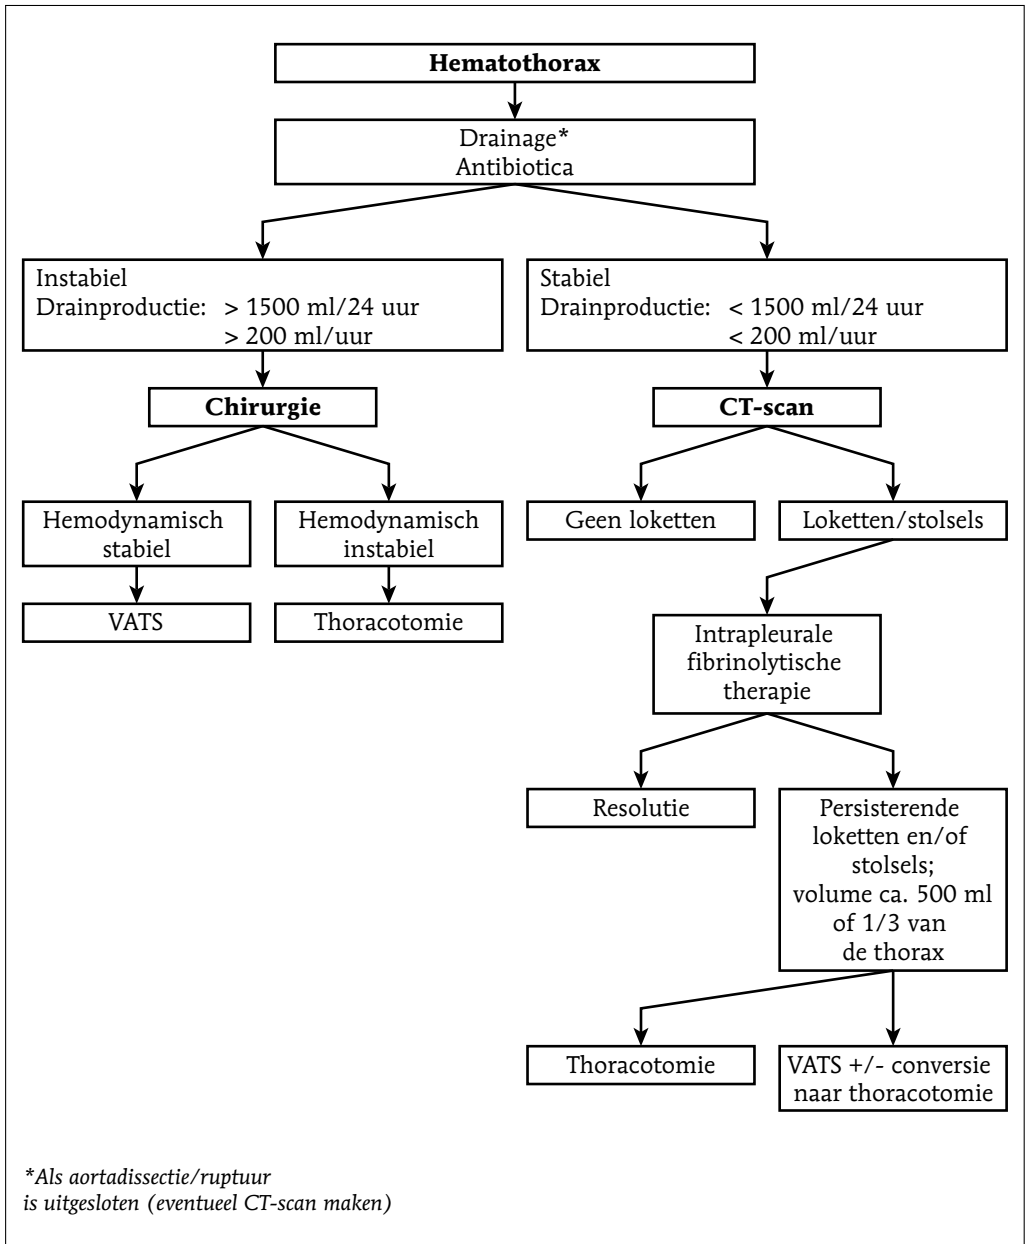 Hematothorax
Drainage*
Antibiotica
Instabiel
Drainproductie: > 1500 ml/24 uur
> 200 ml/uur
Stabiel
Drainproductie: < 1500 ml/24 uur
< 200 ml/uur
Chirurgie
CT-scan
Hemodynamisch
stabiel
Hemodynamisch
instabiel
Geen loketten
Loketten/stolsels
VATS
Thoracotomie
Intrapleurale
fibrinolytische
therapie
Resolutie
Persisterende
loketten en/of
stolsels;
volume ca. 500 ml
of 1/3 van
de thorax
Thoracotomie
VATS +/- conversie
naar thoracotomie
*Als aortadissectie/ruptuur
is uitgesloten (eventueel CT-scan maken)